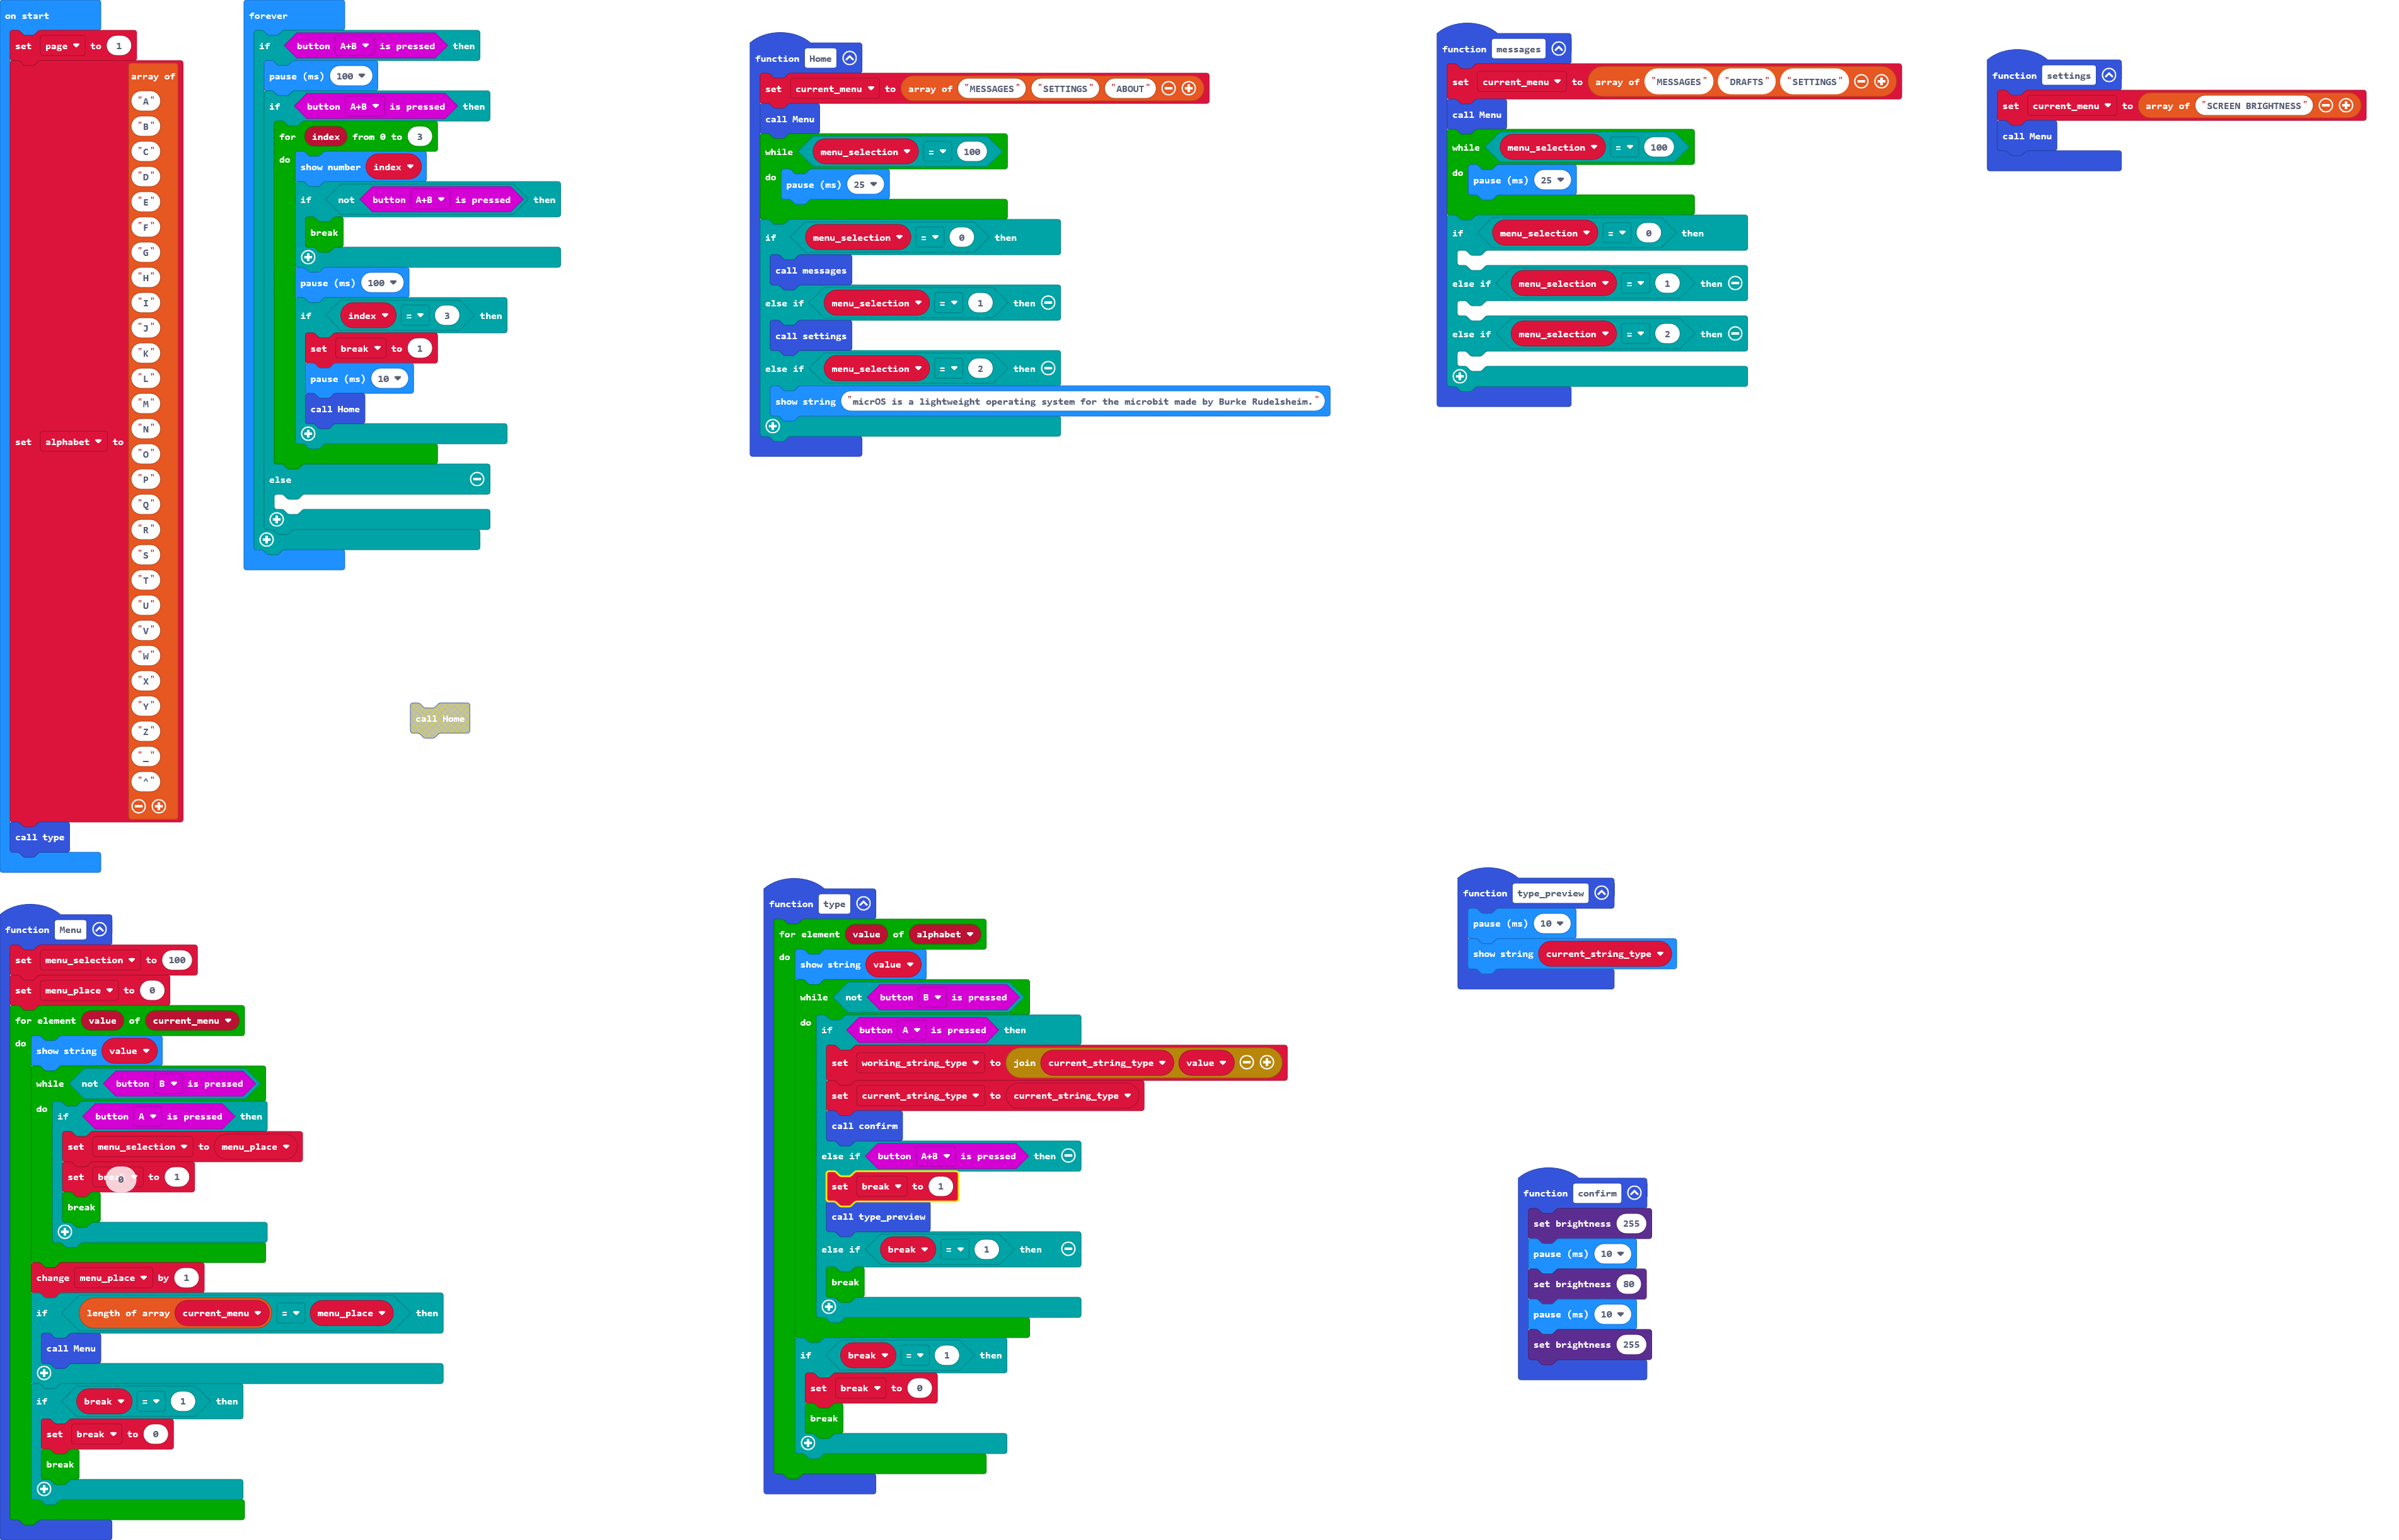 on start
set page to 1
set alphabet to
array of
"A"
"B"
"C"
"D"
"E"
"F"
"G"
"H"
"I"
"J"
"K"
"L"
"M"
"N"
"O"
"P"
"Q"
"R"
"S"
"T"
"U"
"V"
"W"
"X"
"Y"
"Z"
"_"
"^"
call type
forever
if button A+B is pressed then
pause (ms) 100
if button A+B is pressed then
for index from 0 to 3
do show number index
if not button A+B is pressed then
break
pause (ms) 100
if index = 3 then
set break to 1
pause (ms) 10
call Home
else
call Home
function Home
set current_menu to array of "MESSAGES" "SETTINGS" "ABOUT"
call Menu
while menu_selection = 100
do pause (ms) 25
if menu_selection = 0 then
call messages
else if menu_selection = 1 then
call settings
else if menu_selection = 2 then
show string "micrOS is a lightweight operating system for the microbit made by Burke Rudelsheim."
function messages
set current_menu to array of "MESSAGES" "DRAFTS" "SETTINGS"
call Menu
while menu_selection = 100
do pause (ms) 25
if menu_selection = 0 then
else if menu_selection = 1 then
else if menu_selection = 2 then
function settings
set current_menu to array of "SCREEN BRIGHTNESS"
call Menu
function Menu
set menu_selection to 100
set menu_place to 0
for element value of current_menu
do show string value
while not button B is pressed
do if button A is pressed then
set menu_selection to menu_place
set break to 1
0
break
change menu_place by 1
if length of array current_menu = menu_place then
call Menu
if break = 1 then
set break to 0
break
function type
for element value of alphabet
do show string value
while not button B is pressed
do if button A is pressed then
set working_string_type to join current_string_type value
set current_string_type to current_string_type
call confirm
else if button A+B is pressed then
set break to 1
call type_preview
else if break = 1 then
break
if break = 1 then
set break to 0
break
function type_preview
pause (ms) 10
show string current_string_type
function confirm
set brightness 255
pause (ms) 10
set brightness 80
pause (ms) 10
set brightness 255